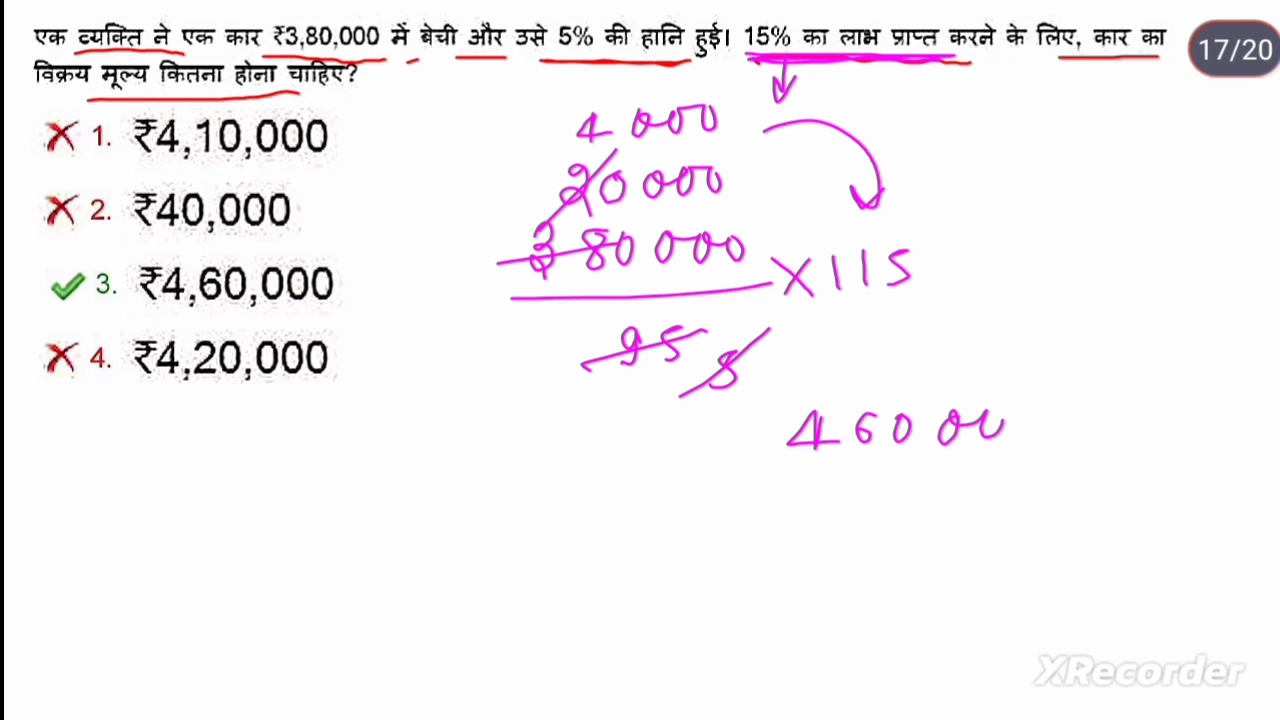 एक व्यक्ति ने एक कार ₹3,80,000 में बेची और उसे 5% की हानि हुई। 15% का लाभ प्राप्त करने के लिए, कार का
विक्रय मूल्य कितना होना चाहिए?
17/20
1. ₹4,10,000
2. ₹40,000
3. ₹4,60,000
4. ₹4,20,000
4000
20000
380000 X115
95 5
46000
XRecorder